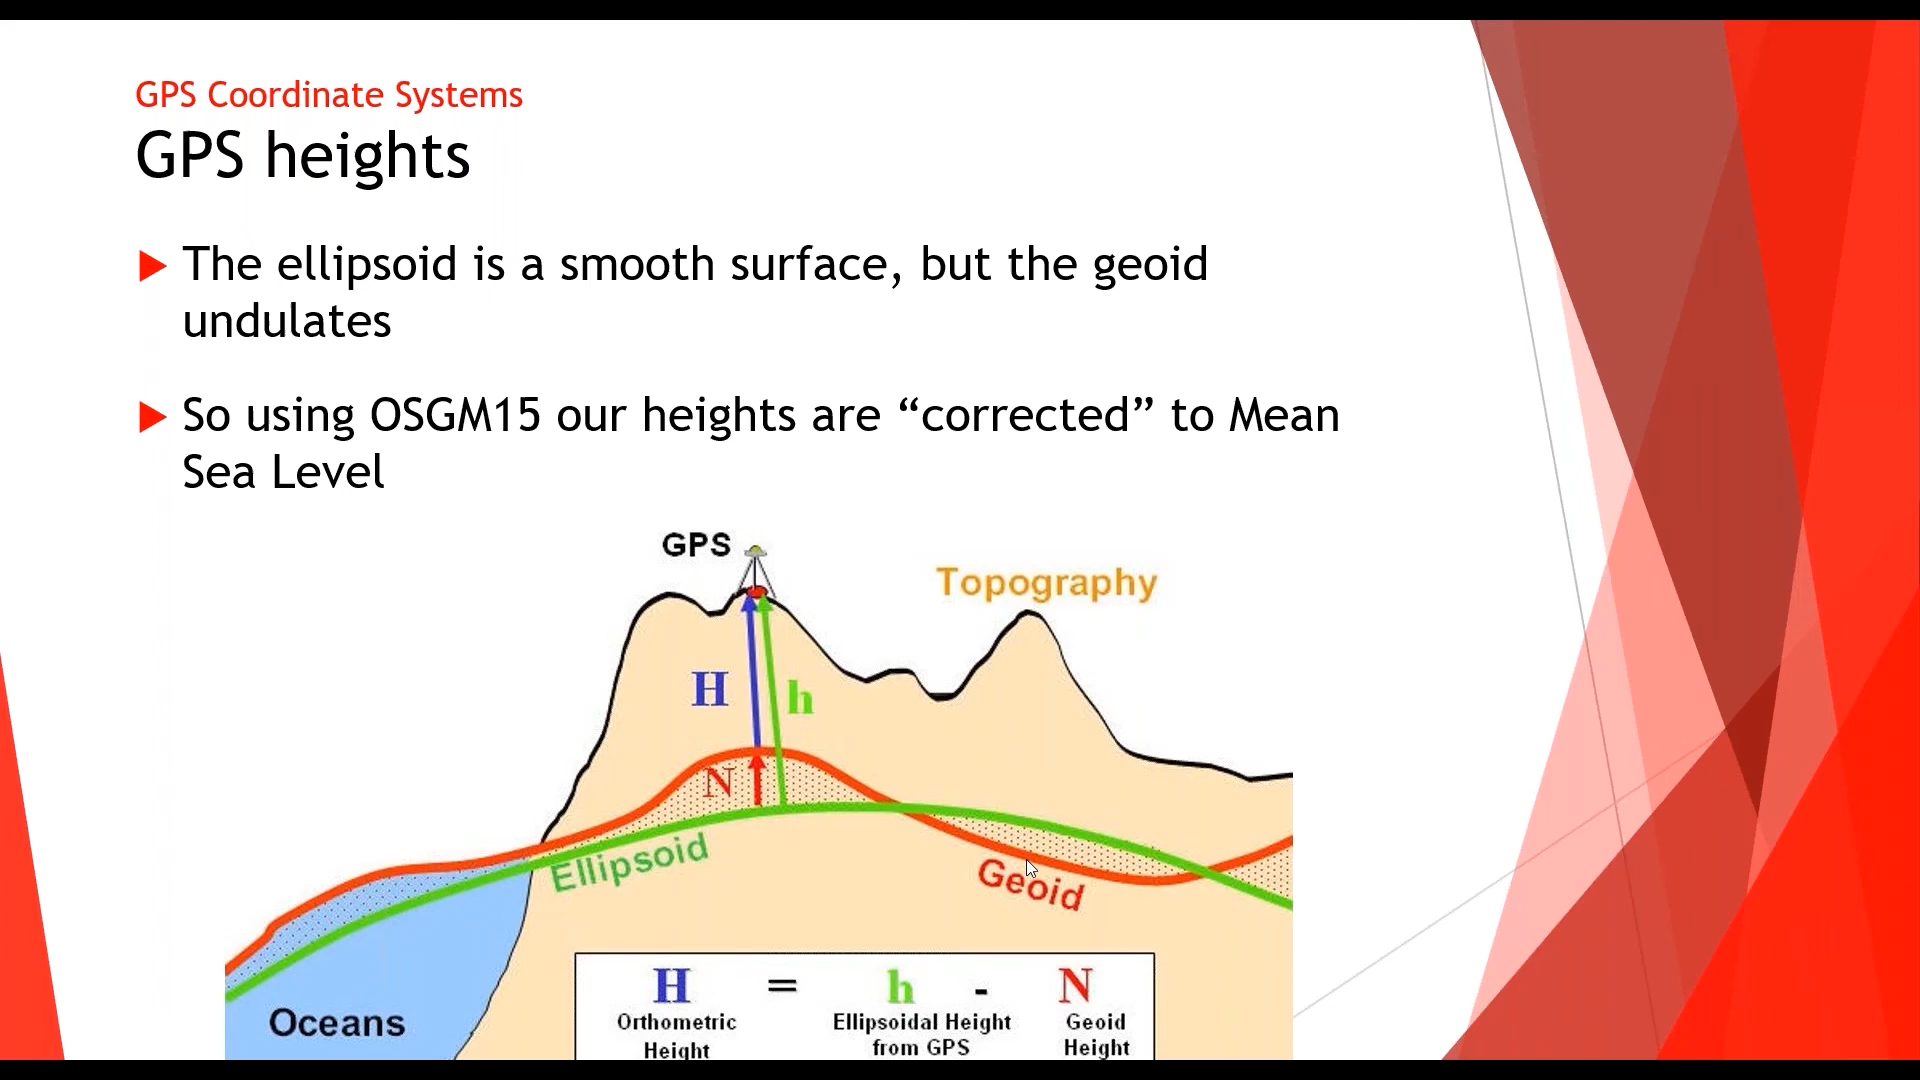 GPS Coordinate Systems
GPS heights
The ellipsoid is a smooth surface, but the geoid
undulates
So using OSGM15 our heights are “corrected” to Mean
Sea Level
GPS
Topography
H
h
N
Ellipsoid
Geoid
Oceans
H = h - N
Orthometric Ellipsoidal Height Geoid
Height from GPS Height